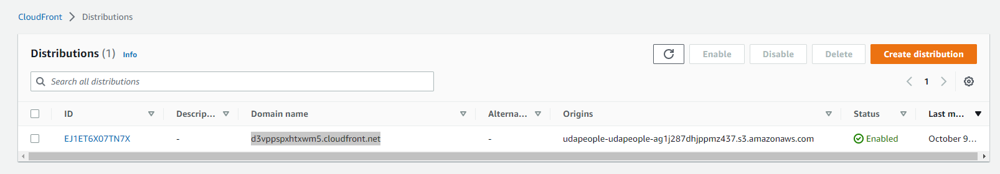 CloudFront > Distributions
Distributions (1) Info
Enable Disable Delete Create distribution
Search all distributions
1
ID Descrip... Domain name Alterna... Origins Status Last m...
EJ1ET6X07TN7X - d3vppspxhtxwm5.cloudfront.net - udapeople-udapeople-ag1j287dhjppmz437.s3.amazonaws.com Enabled October 9...